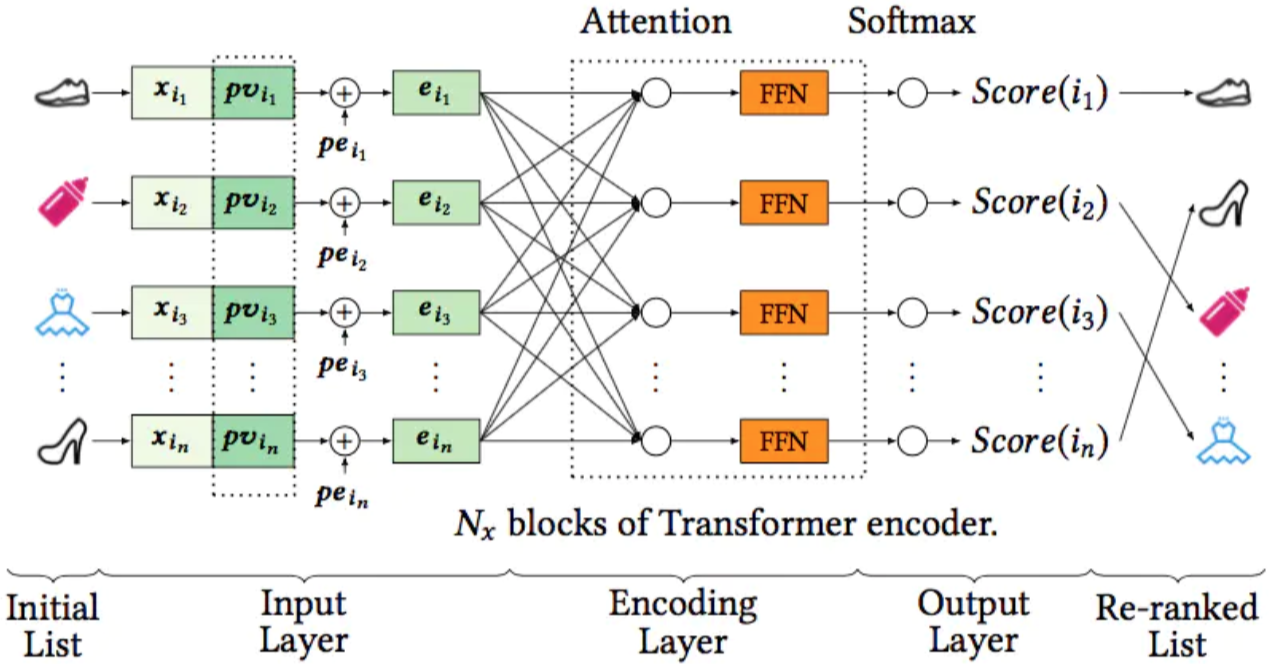 Attention Softmax
x_{i_1} pv_{i_1} + e_{i_1} FFN Score(i_1)
pe_{i_1}
x_{i_2} pv_{i_2} + e_{i_2} FFN Score(i_2)
pe_{i_2}
x_{i_3} pv_{i_3} + e_{i_3} FFN Score(i_3)
pe_{i_3}
x_{i_n} pv_{i_n} + e_{i_n} FFN Score(i_n)
pe_{i_n}
N_x blocks of Transformer encoder.
Initial Input Encoding Output Re-ranked
List Layer Layer Layer List